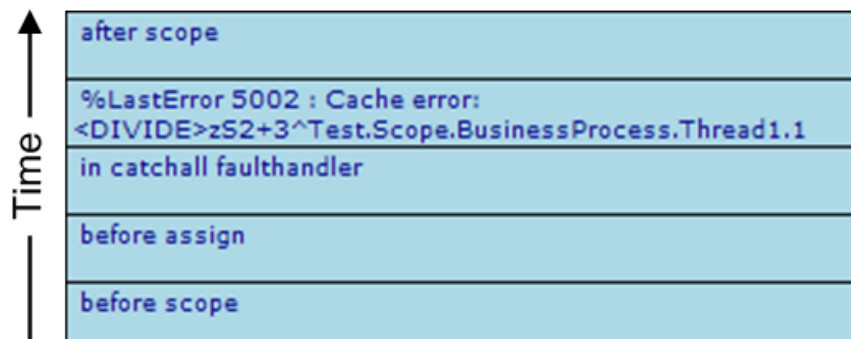 Time
after scope
%LastError 5002 : Cache error:
<DIVIDE>zS2+3^Test.Scope.BusinessProcess.Thread1.1
in catchall faulthandler
before assign
before scope